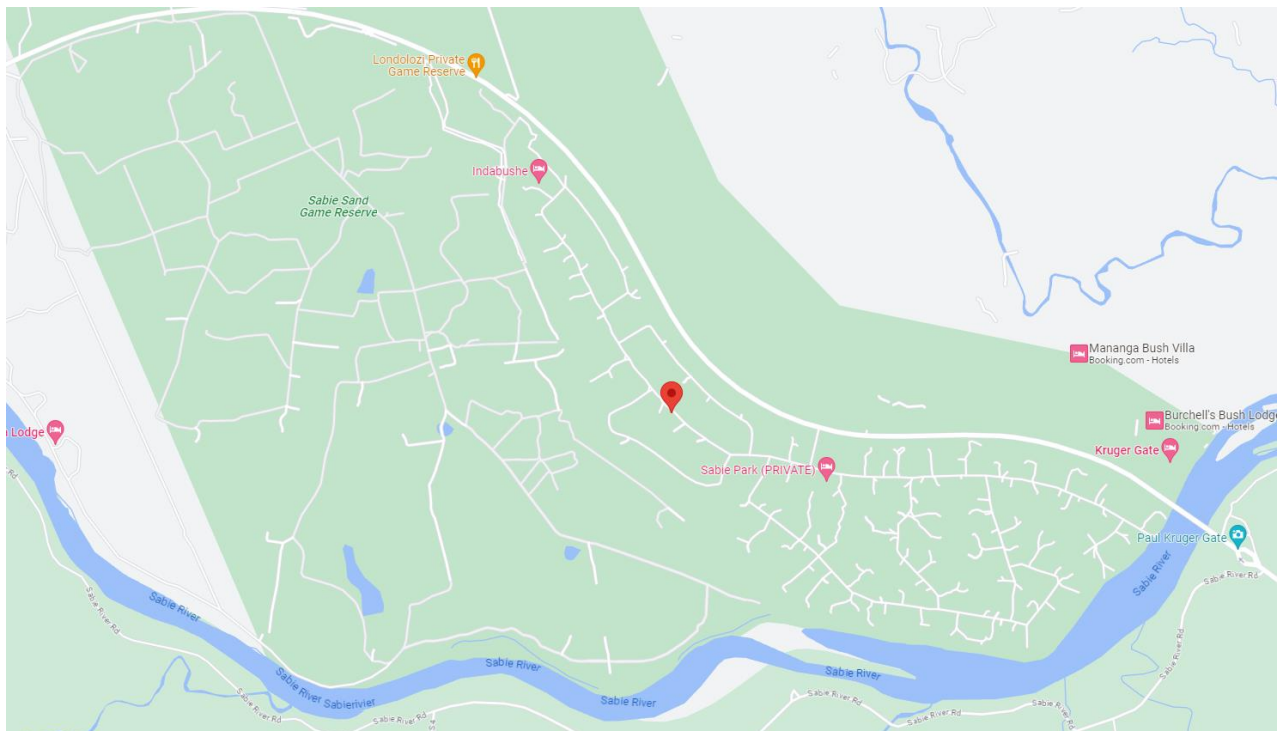 Londolozi Private
Game Reserve
Indabushe
Sabie Sand
Game Reserve
Mananga Bush Villa
Booking.com - Hotels
Burchell's Bush Lodge
Booking.com - Hotels
Lodge
Kruger Gate
Sabie Park (PRIVATE)
Paul Kruger Gate
Sabie River
Sabie River Rd
Sabie River Rd
Sabie River
Sabie River Rd
Sabie River
Sabie River
Sabie River
Sabie River
Sabierivier
Sabie River Rd
Sabie River Rd
Sabie River Rd
Sabie River Rd